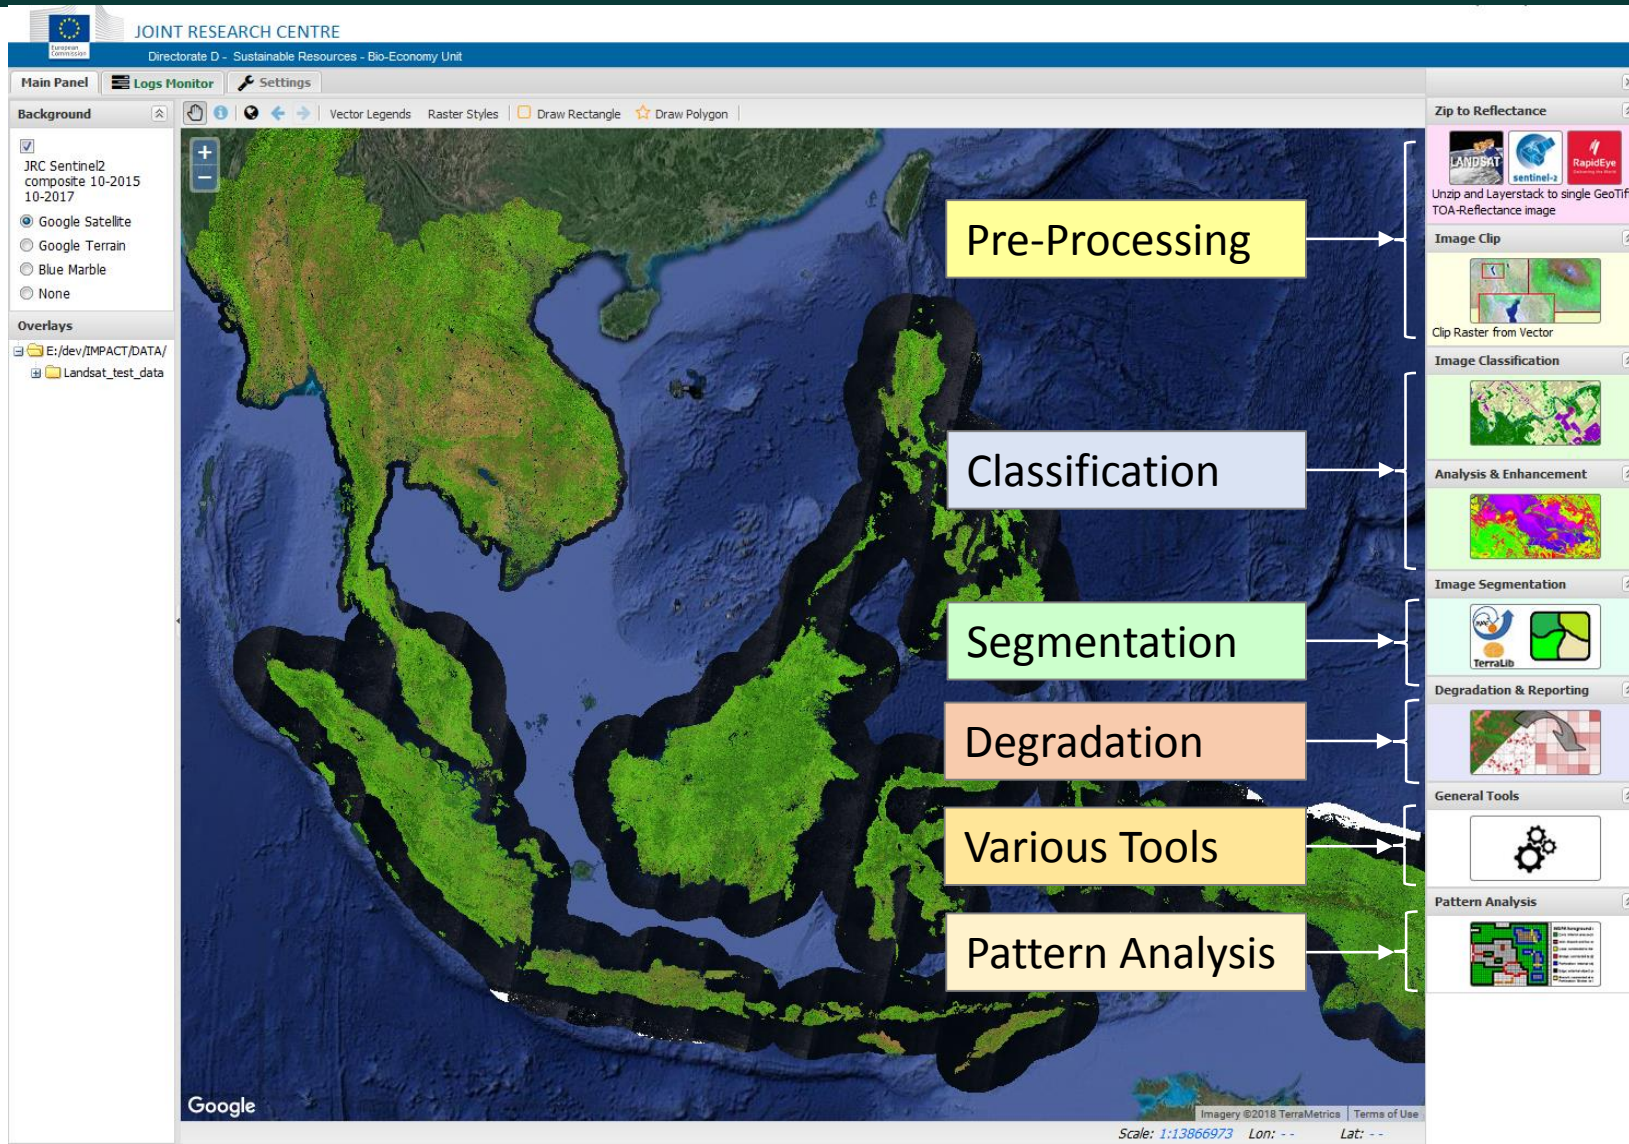 European
Commission
JOINT RESEARCH CENTRE
Directorate D - Sustainable Resources - Bio-Economy Unit
Main Panel
Logs Monitor
Settings
Background
JRC Sentinel2
composite 10-2015
10-2017
Google Satellite
Google Terrain
Blue Marble
None
Overlays
E:/dev/IMPACT/DATA/
Landsat_test_data
Vector Legends
Raster Styles
Draw Rectangle
Draw Polygon
+
−
Pre-Processing
Classification
Segmentation
Degradation
Various Tools
Pattern Analysis
Google
Imagery ©2018 TerraMetrics
Terms of Use
Scale: 1:13866973 Lon: - - Lat: - -
Zip to Reflectance
LANDSAT
sentinel-2
RapidEye
Unzip and Layerstack to single GeoTif
TOA-Reflectance image
Image Clip
Clip Raster from Vector
Image Classification
Analysis & Enhancement
Image Segmentation
TerraLib
Degradation & Reporting
General Tools
Pattern Analysis